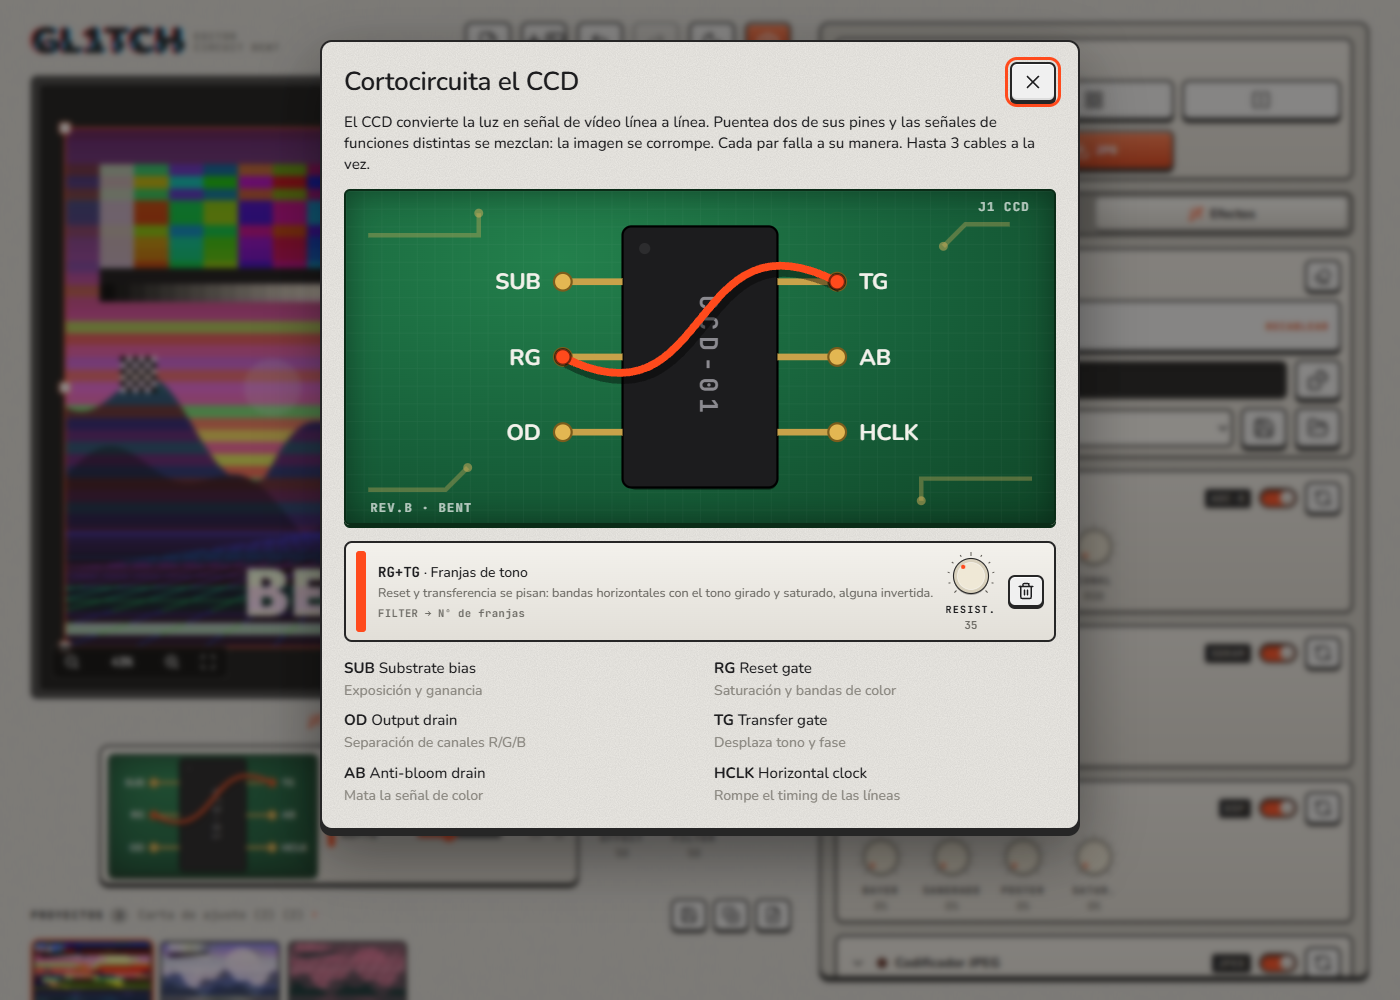 GLITCH
Cortocircuita el CCD
El CCD convierte la luz en señal de vídeo línea a línea. Puentea dos de sus pines y las señales de
funciones distintas se mezclan: la imagen se corrompe. Cada par falla a su manera. Hasta 3 cables a la
vez.
J1 CCD
SUB
TG
RG
AB
OD
HCLK
CCD-01
REV.B · BENT
RG+TG · Franjas de tono
Reset y transferencia se pisan: bandas horizontales con el tono girado y saturado, alguna invertida.
FILTER → N° de franjas
RESIST.
35
SUB Substrate bias
Exposición y ganancia
RG Reset gate
Saturación y bandas de color
OD Output drain
Separación de canales R/G/B
TG Transfer gate
Desplaza tono y fase
AB Anti-bloom drain
Mata la señal de color
HCLK Horizontal clock
Rompe el timing de las líneas
Efectos
BE
PROYECTOS
Codificador JPEG